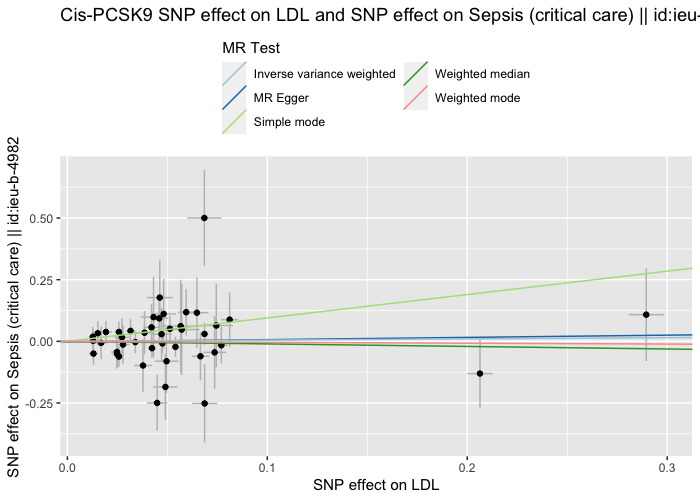 Cis-PCSK9 SNP effect on LDL and SNP effect on Sepsis (critical care) || id:ieu-
MR Test
Inverse variance weighted
Weighted median
MR Egger
Weighted mode
Simple mode
SNP effect on Sepsis (critical care) || id:ieu-b-4982
0.50
0.25
0.00
-0.25
0.0
0.1
0.2
0.3
SNP effect on LDL